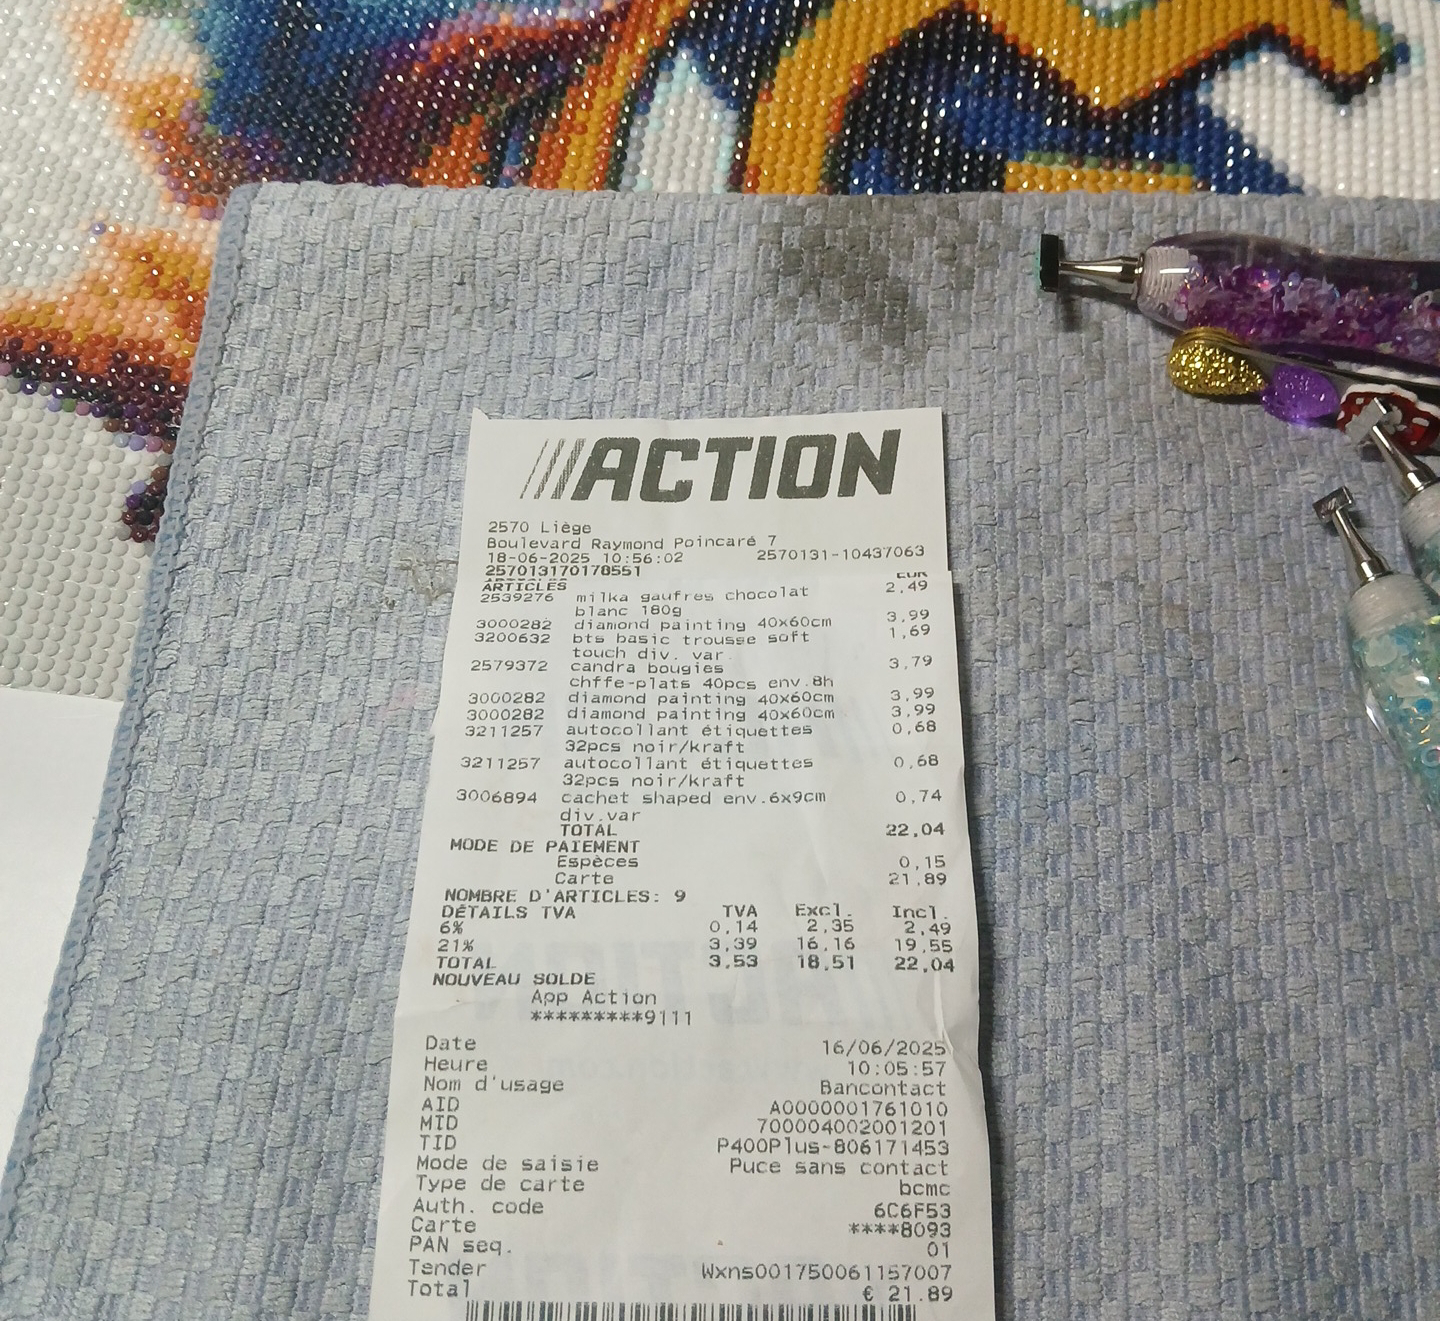 ACTION
2570 Liège
Boulevard Raymond Poincaré 7
18-06-2025 10:56:02 2570131-10437063
257013170178551
ARTICLES EUR
2539276 milka gaufres chocolat 2,49
blanc 180g
3000282 diamond painting 40x60cm 3,99
3200632 bts basic trousse soft 1,69
touch div. var.
2579372 candra bougies 3,79
chffe-plats 40pcs env.8h
3000282 diamond painting 40x60cm 3,99
3000282 diamond painting 40x60cm 3,99
3211257 autocollant étiquettes 0,68
32pcs noir/kraft
3211257 autocollant étiquettes 0,68
32pcs noir/kraft
3006894 cachet shaped env.6x9cm 0,74
div.var
TOTAL 22,04
MODE DE PAIEMENT
Espèces 0,15
Carte 21,89
NOMBRE D'ARTICLES: 9
DÉTAILS TVA TVA Excl. Incl.
6% 0,14 2,35 2,49
21% 3,39 16,16 19,55
TOTAL 3,53 18,51 22,04
NOUVEAU SOLDE
App Action
*********9111
Date 16/06/2025
Heure 10:05:57
Nom d'usage Bancontact
AID A0000001761010
MID 700004002001201
TID P400Plus-806171453
Mode de saisie Puce sans contact
Type de carte bcmc
Auth. code 6C6F53
Carte ****8093
PAN seq. 01
Tender Wxns001750061157007
Total € 21.89